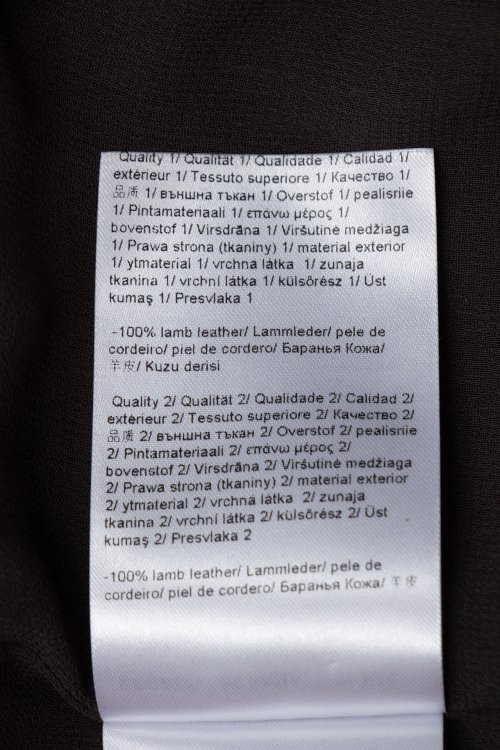 Quality 1/ Qualität 1/ Qualidade 1/ Calidad 1/
extérieur 1/ Tessuto superiore 1/ Качество 1/
品质 1/ външна тъкан 1/ Overstof 1/ pealisriie
1/ Pintamateriaali 1/ επάνω μέρος 1/
bovenstof 1/ Virsdrāna 1/ Viršutinė medžiaga
1/ Prawa strona (tkaniny) 1/ material exterior
1/ ytmaterial 1/ vrchna látka 1/ zunaja
tkanina 1/ vrchní látka 1/ külsőrész 1/ Üst
kumaş 1/ Presvlaka 1
-100% lamb leather/ Lammleder/ pele de
cordeiro/ piel de cordero/ Баранья Кожа/
羊皮/ Kuzu derisi
Quality 2/ Qualität 2/ Qualidade 2/ Calidad 2/
extérieur 2/ Tessuto superiore 2/ Качество 2/
品质 2/ външна тъкан 2/ Overstof 2/ pealisriie
2/ Pintamateriaali 2/ επάνω μέρος 2/
bovenstof 2/ Virsdrāna 2/ Viršutinė medžiaga
2/ Prawa strona (tkaniny) 2/ material exterior
2/ ytmaterial 2/ vrchna látka 2/ zunaja
tkanina 2/ vrchní látka 2/ külsőrész 2/ Üst
kumaş 2/ Presvlaka 2
-100% lamb leather/ Lammleder/ pele de
cordeiro/ piel de cordero/ Баранья Кожа/ 羊皮